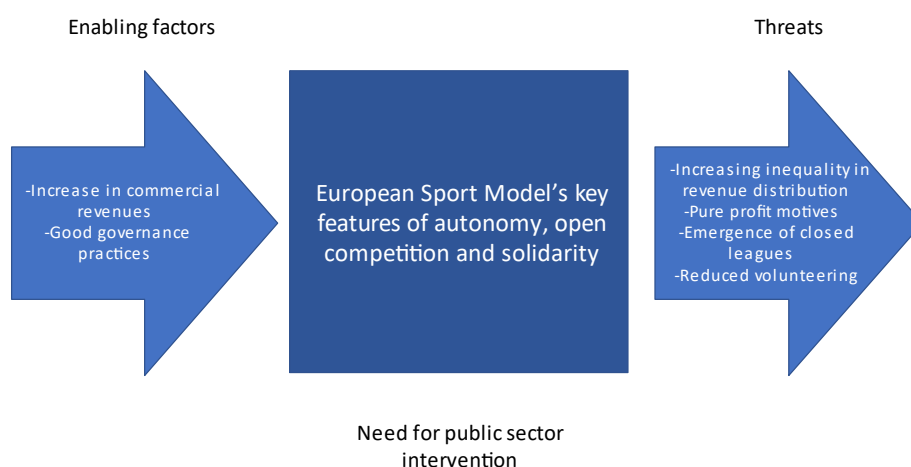 Enabling factors
Threats
-Increase in commercial
revenues
-Good governance
practices
European Sport Model's key
features of autonomy, open
competition and solidarity
-Increasing inequality in
revenue distribution
-Pure profit motives
-Emergence of closed
leagues
-Reduced volunteering
Need for public sector
intervention